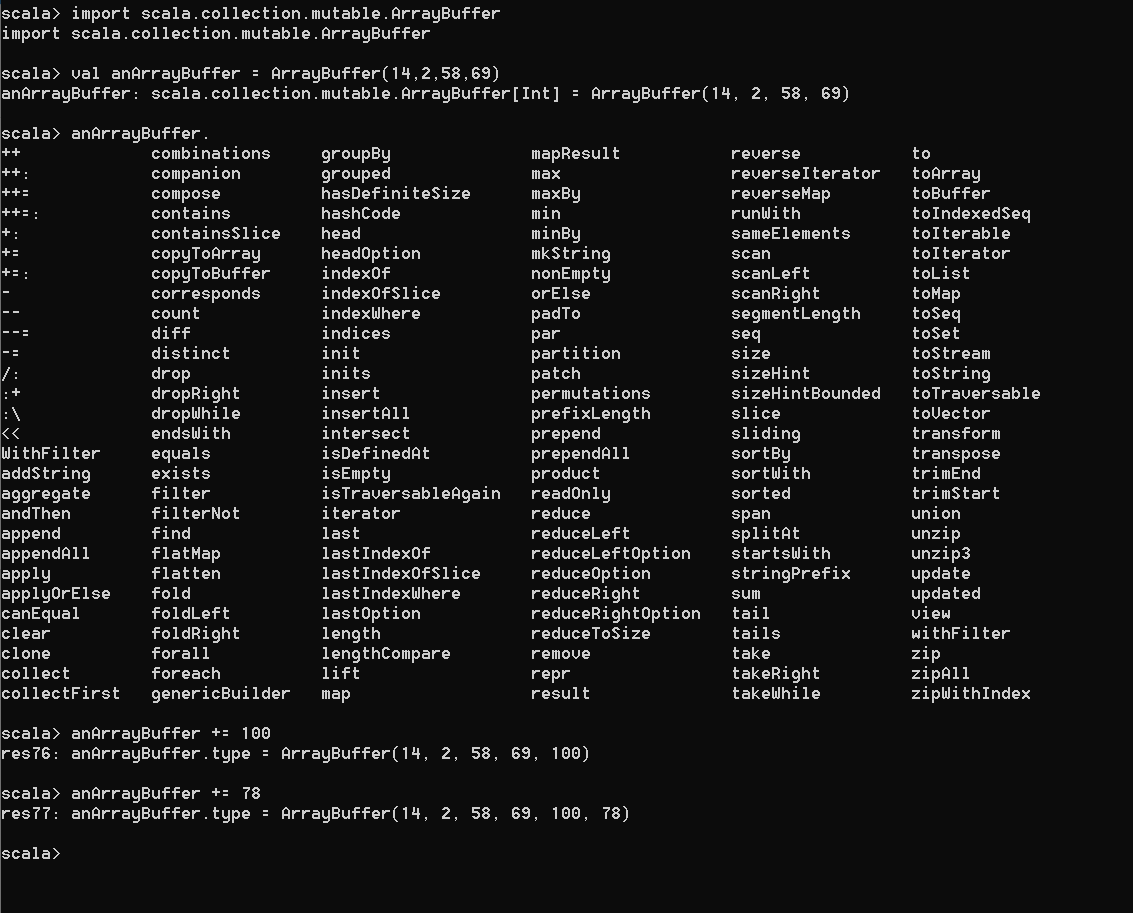 scala> import scala.collection.mutable.ArrayBuffer
import scala.collection.mutable.ArrayBuffer
scala> val anArrayBuffer = ArrayBuffer(14,2,58,69)
anArrayBuffer: scala.collection.mutable.ArrayBuffer[Int] = ArrayBuffer(14, 2, 58, 69)
scala> anArrayBuffer.
++ combinations groupBy mapResult reverse to
++: companion grouped max reverseIterator toArray
++= compose hasDefiniteSize maxBy reverseMap toBuffer
++=: contains hashCode min runWith toIndexedSeq
+: containsSlice head minBy sameElements toIterable
+= copyToArray headOption mkString scan toIterator
+=: copyToBuffer indexOf nonEmpty scanLeft toList
- corresponds indexOfSlice orElse scanRight toMap
-- count indexWhere padTo segmentLength toSeq
--= diff indices par seq toSet
-= distinct init partition size toStream
/: drop inits patch sizeHint toString
:+ dropRight insert permutations sizeHintBounded toTraversable
:\ dropWhile insertAll prefixLength slice toVector
<< endsWith intersect prepend sliding transform
WithFilter equals isDefinedAt prependAll sortBy transpose
addString exists isEmpty product sortWith trimEnd
aggregate filter isTraversableAgain readOnly sorted trimStart
andThen filterNot iterator reduce span union
append find last reduceLeft splitAt unzip
appendAll flatMap lastIndexOf reduceLeftOption startsWith unzip3
apply flatten lastIndexOfSlice reduceOption stringPrefix update
applyOrElse fold lastIndexWhere reduceRight sum updated
canEqual foldLeft lastOption reduceRightOption tail view
clear foldRight length reduceToSize tails withFilter
clone forall lengthCompare remove take zip
collect foreach lift repr takeRight zipAll
collectFirst genericBuilder map result takeWhile zipWithIndex
scala> anArrayBuffer += 100
res76: anArrayBuffer.type = ArrayBuffer(14, 2, 58, 69, 100)
scala> anArrayBuffer += 78
res77: anArrayBuffer.type = ArrayBuffer(14, 2, 58, 69, 100, 78)
scala>